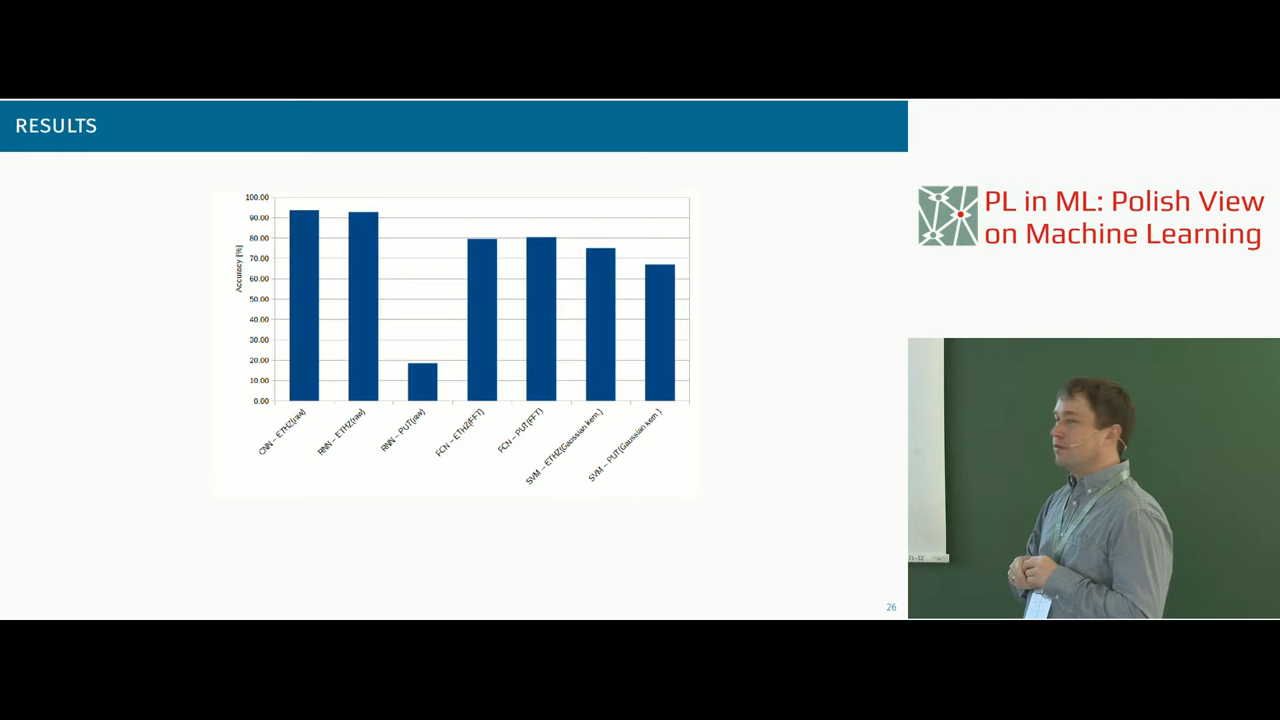 RESULTS
100.00
90.00
80.00
70.00
60.00
50.00
40.00
30.00
20.00
10.00
0.00
Accuracy [%]
CNN – ETHZ(raw)
RNN – ETHZ(raw)
RNN – PUT(raw)
FCN – ETHZ(FFT)
FCN – PUT(FFT)
SVM – ETHZ(Gaussian kern.)
SVM – PUT(Gaussian kern.)
26
PL in ML: Polish View
on Machine Learning